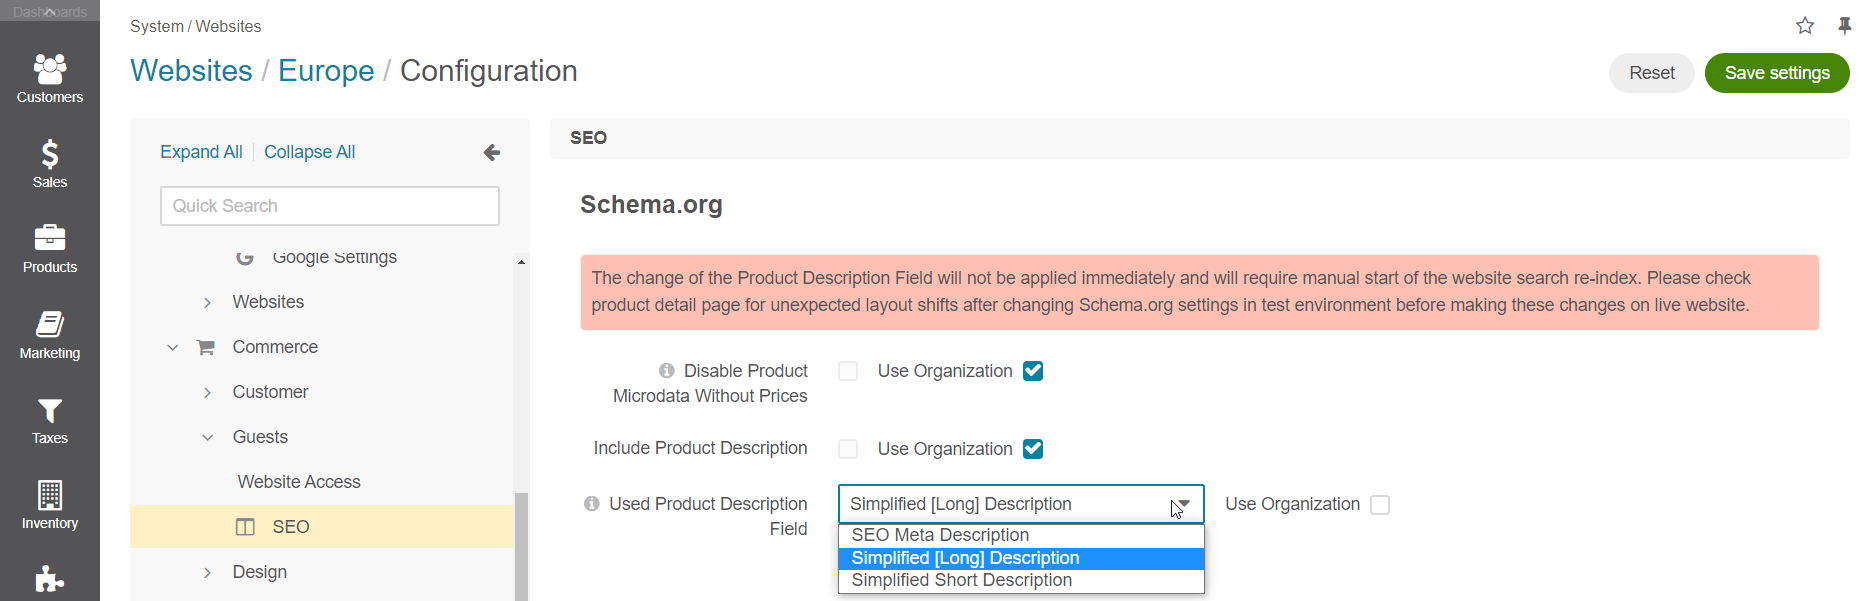 Dashboards
Customers
Sales
Products
Marketing
Taxes
Inventory
System / Websites
Websites / Europe / Configuration
Reset
Save settings
Expand All
Collapse All
Quick Search
Google Settings
Websites
Commerce
Customer
Guests
Website Access
SEO
Design
SEO
Schema.org
The change of the Product Description Field will not be applied immediately and will require manual start of the website search re-index. Please check
product detail page for unexpected layout shifts after changing Schema.org settings in test environment before making these changes on live website.
Disable Product
Microdata Without Prices
Use Organization
Include Product Description
Use Organization
Used Product Description
Field
Simplified [Long] Description
Use Organization
SEO Meta Description
Simplified [Long] Description
Simplified Short Description